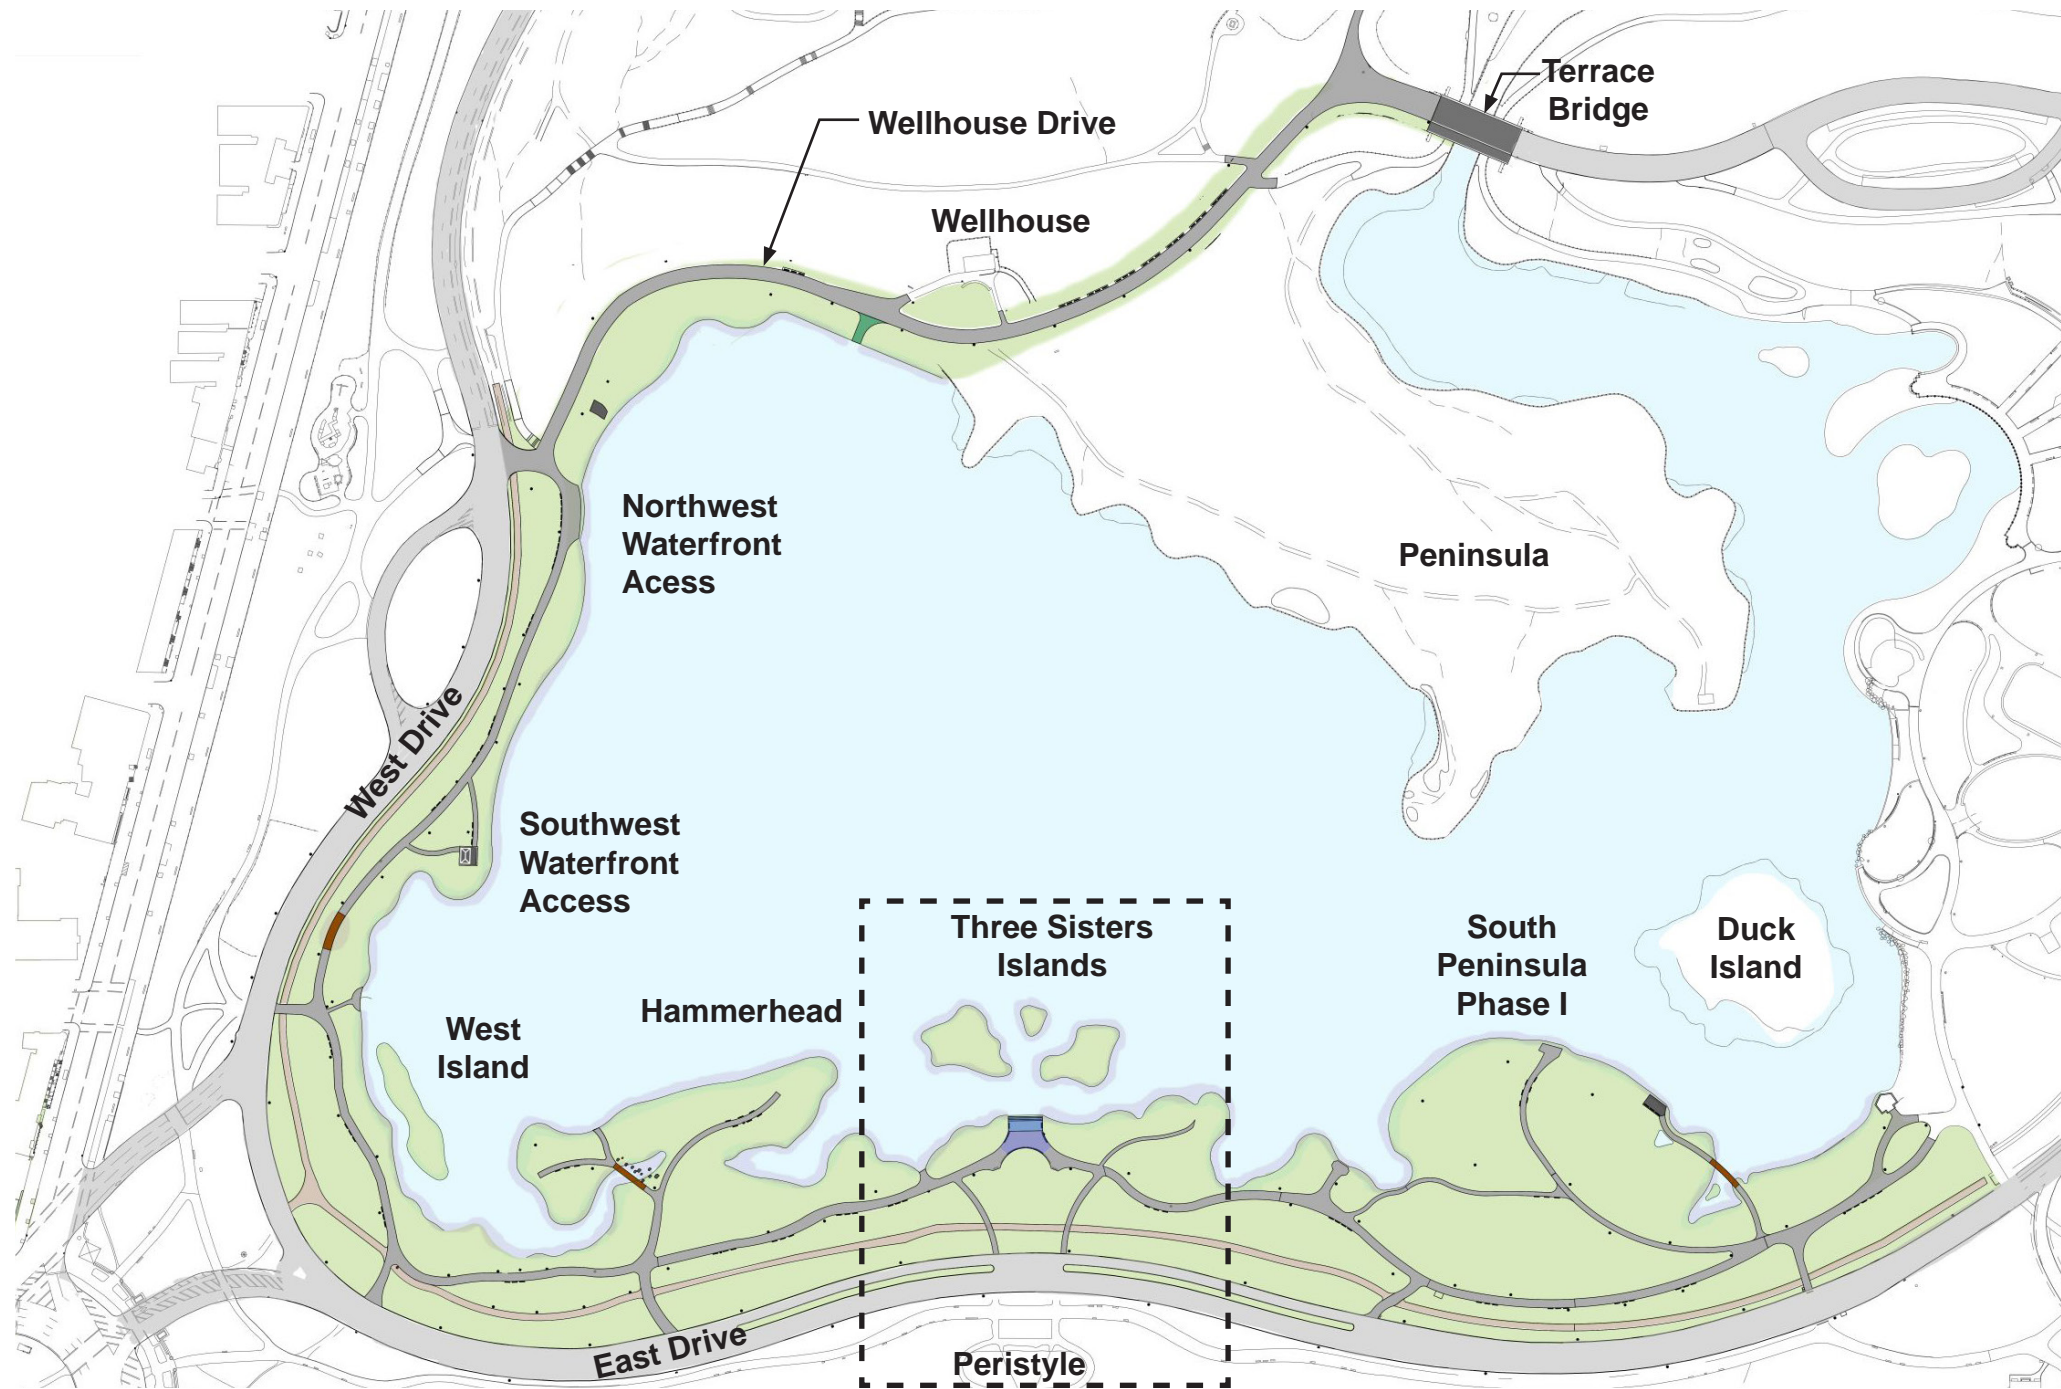 Terrace
Bridge
Wellhouse Drive
Wellhouse
Northwest
Waterfront
Acess
Peninsula
West Drive
Southwest
Waterfront
Access
Three Sisters
Islands
South
Peninsula
Phase I
Duck
Island
Hammerhead
West
Island
East Drive
Peristyle